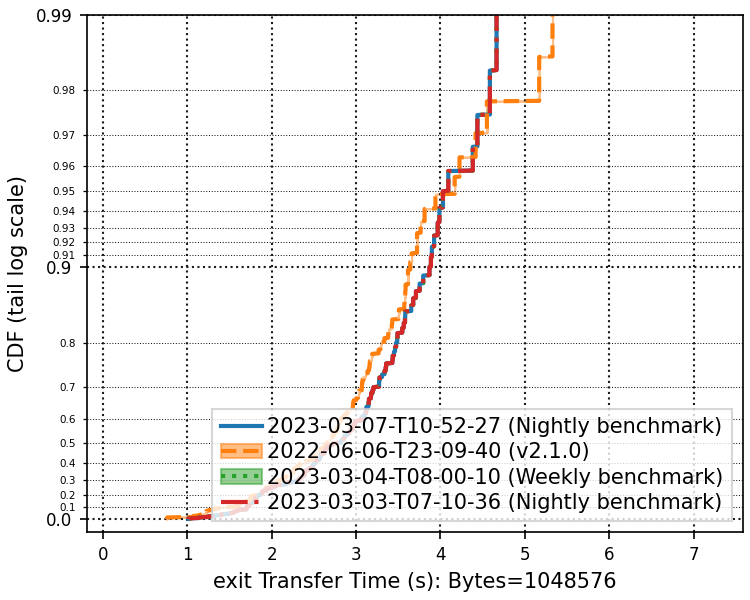 CDF (tail log scale)
0.99
0.98
0.97
0.96
0.95
0.94
0.93
0.92
0.91
0.9
0.8
0.7
0.6
0.5
0.4
0.3
0.2
0.1
0.0
2023-03-07-T10-52-27 (Nightly benchmark)
2022-06-06-T23-09-40 (v2.1.0)
2023-03-04-T08-00-10 (Weekly benchmark)
2023-03-03-T07-10-36 (Nightly benchmark)
0 1 2 3 4 5 6 7
exit Transfer Time (s): Bytes=1048576